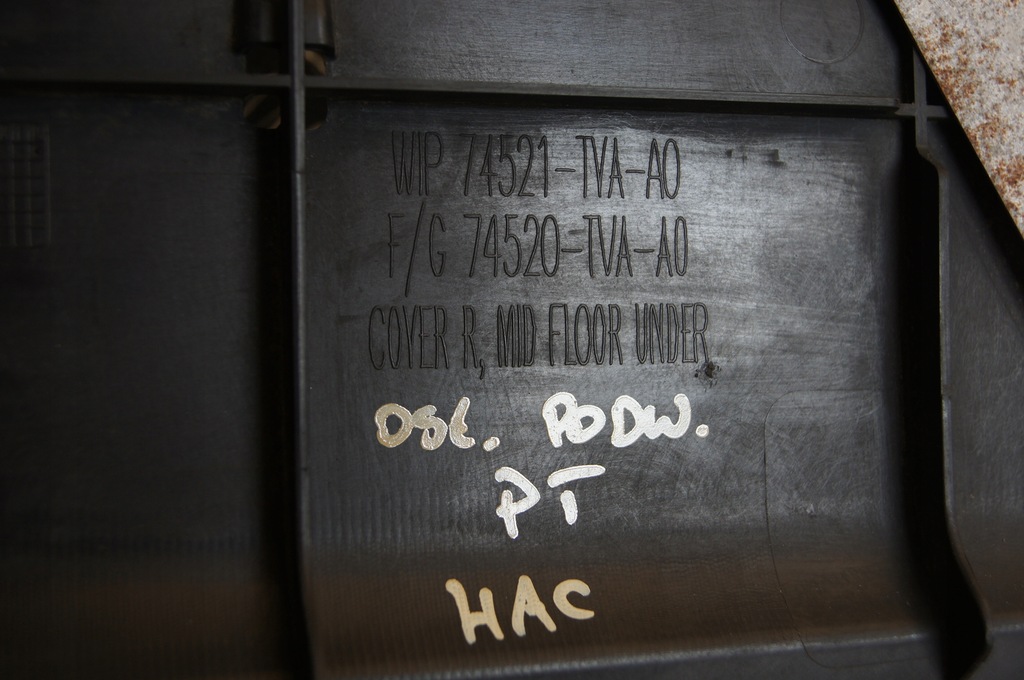 WIP 74521-TVA-A0
F/G 74520-TVA-A0
COVER R, MID FLOOR UNDER
OSŁ. PODW.
PT
HAC